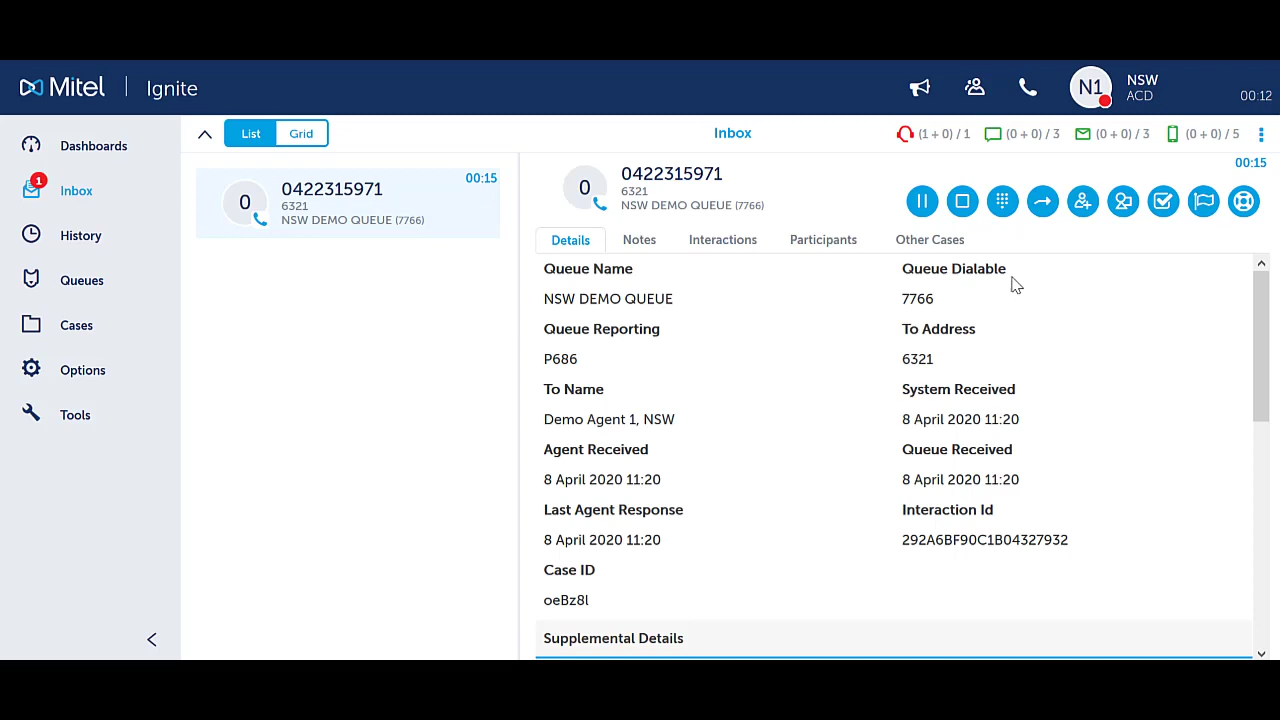 Mitel | Ignite
N1
NSW
ACD
00:12
Dashboards
1
Inbox
History
Queues
Cases
Options
Tools
List Grid
Inbox
(1 + 0) / 1 (0 + 0) / 3 (0 + 0) / 3 (0 + 0) / 5
0
0422315971
00:15
6321
NSW DEMO QUEUE (7766)
00:15
0
0422315971
6321
NSW DEMO QUEUE (7766)
Details Notes Interactions Participants Other Cases
Queue Name Queue Dialable
NSW DEMO QUEUE 7766
Queue Reporting To Address
P686 6321
To Name System Received
Demo Agent 1, NSW 8 April 2020 11:20
Agent Received Queue Received
8 April 2020 11:20 8 April 2020 11:20
Last Agent Response Interaction Id
8 April 2020 11:20 292A6BF90C1B04327932
Case ID
oeBz8l
Supplemental Details